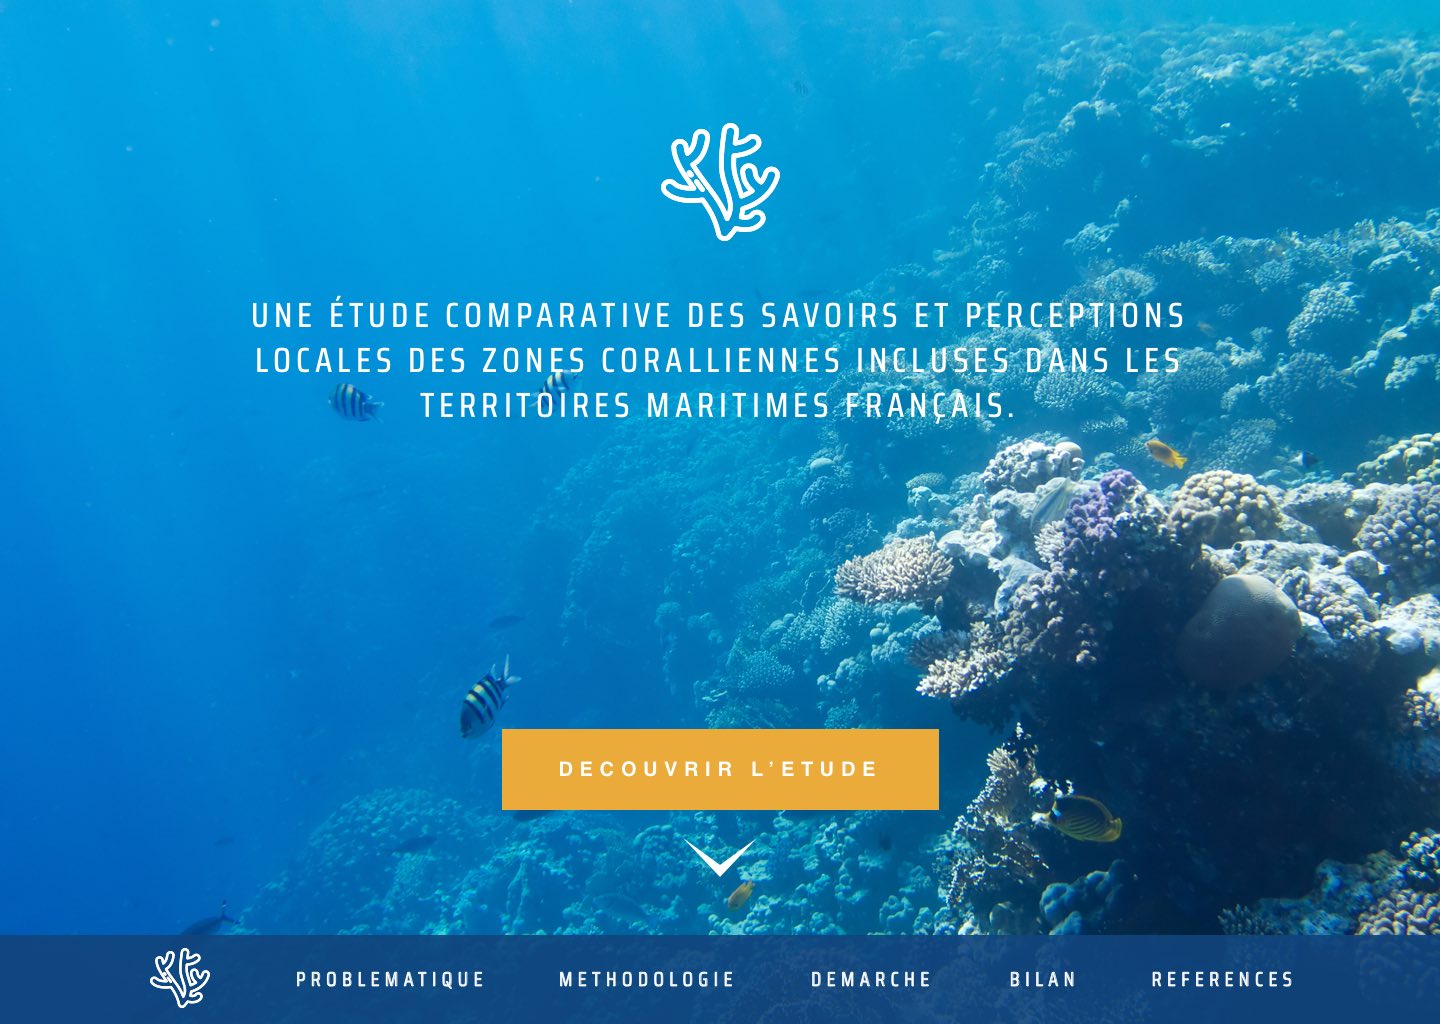 UNE ÉTUDE COMPARATIVE DES SAVOIRS ET PERCEPTIONS
LOCALES DES ZONES CORALLIENNES INCLUSES DANS LES
TERRITOIRES MARITIMES FRANÇAIS.
DECOUVRIR L’ETUDE
PROBLEMATIQUE METHODOLOGIE DEMARCHE BILAN REFERENCES